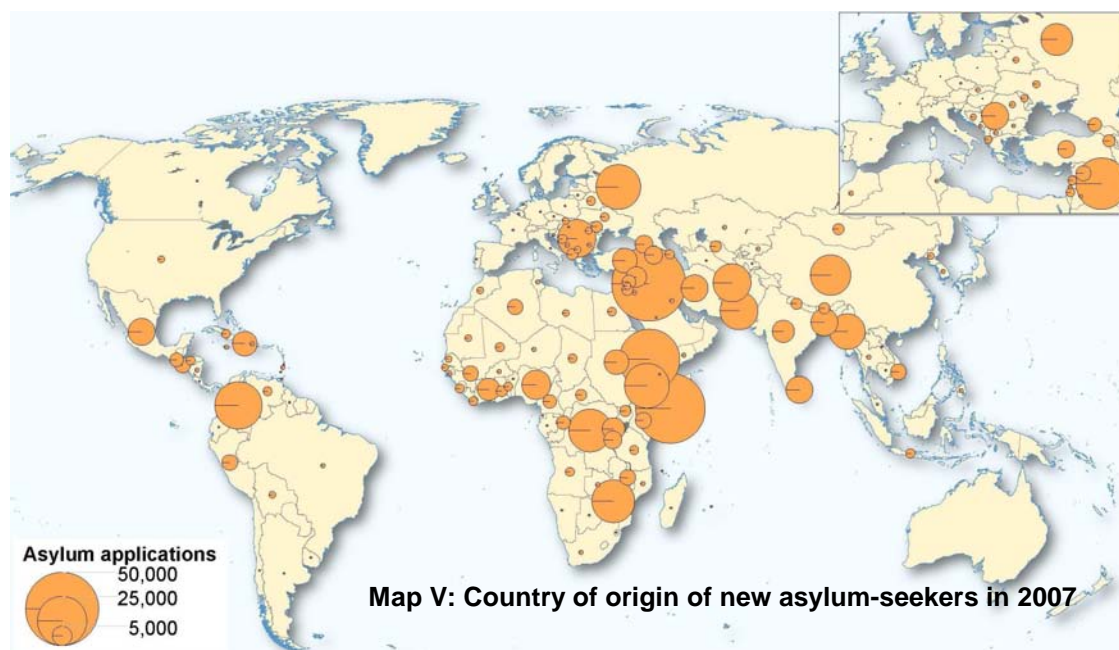 Asylum applications
50,000
25,000
5,000
Map V: Country of origin of new asylum-seekers in 2007